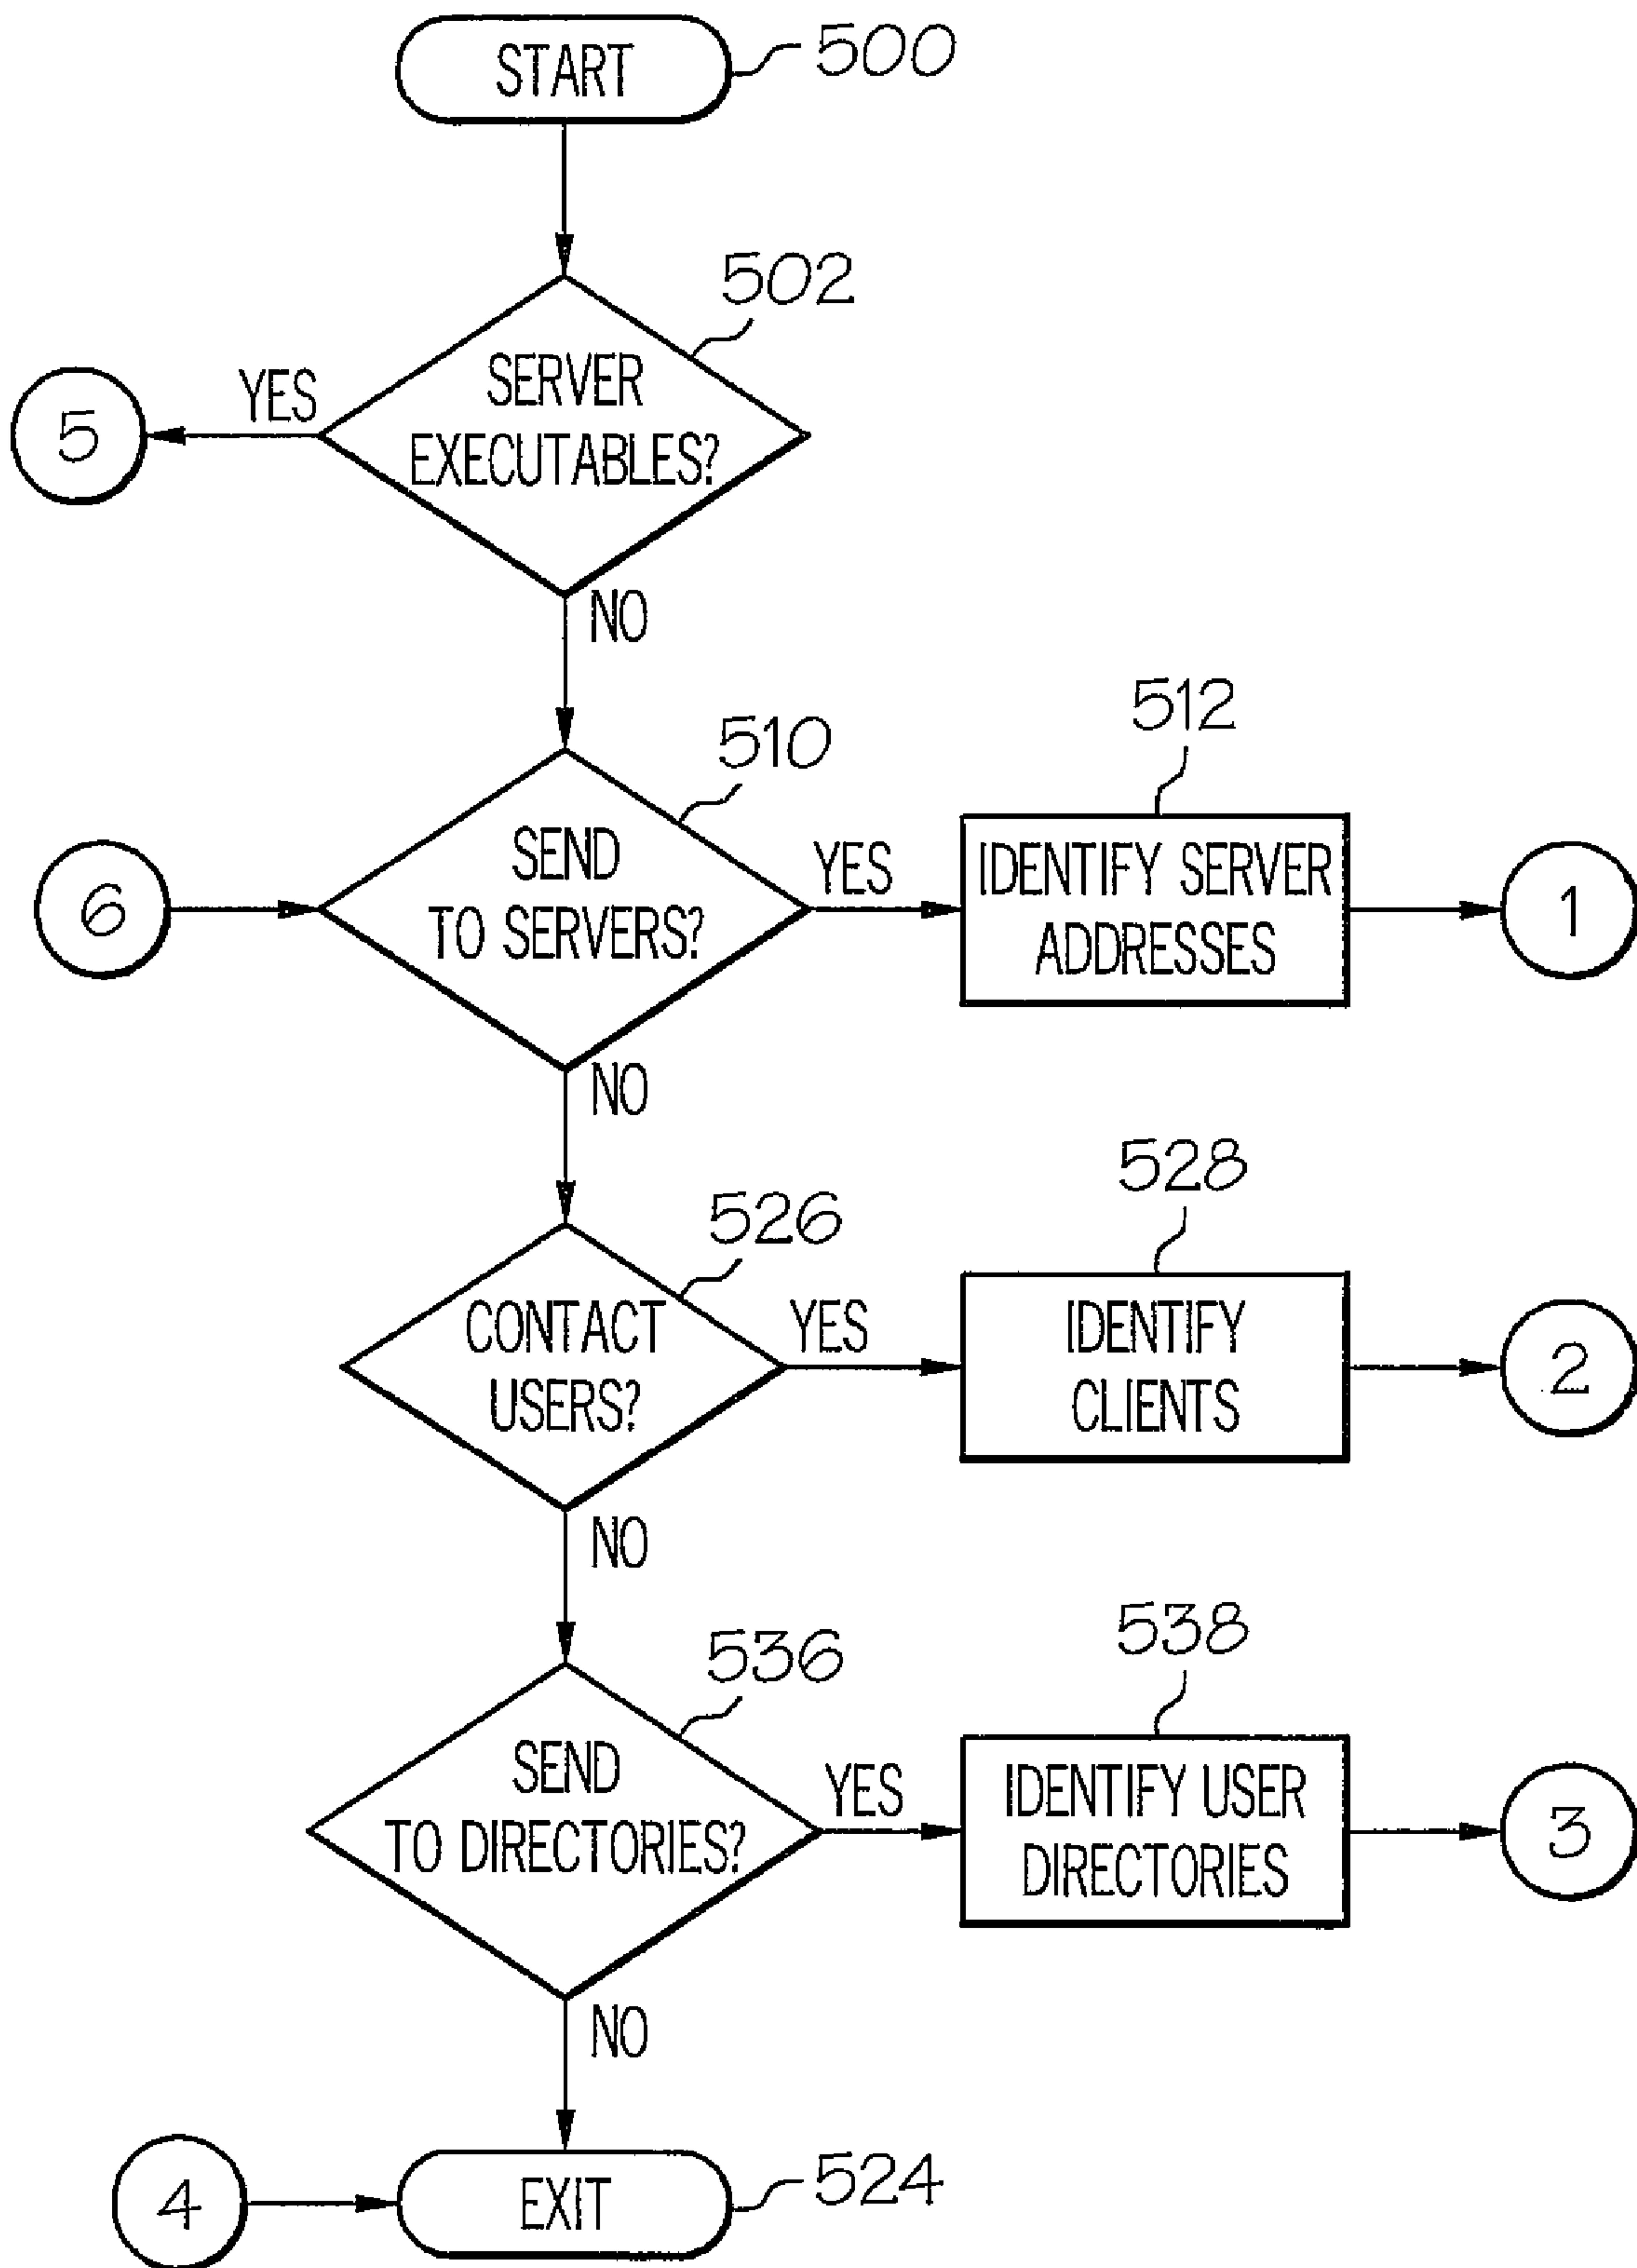 START
500
502
SERVER
EXECUTABLES?
YES
5
NO
510
512
SEND
TO SERVERS?
6
YES
IDENTIFY SERVER
ADDRESSES
1
NO
526
528
CONTACT
USERS?
YES
IDENTIFY
CLIENTS
2
NO
536
538
SEND
TO DIRECTORIES?
YES
IDENTIFY USER
DIRECTORIES
3
NO
4
EXIT
524